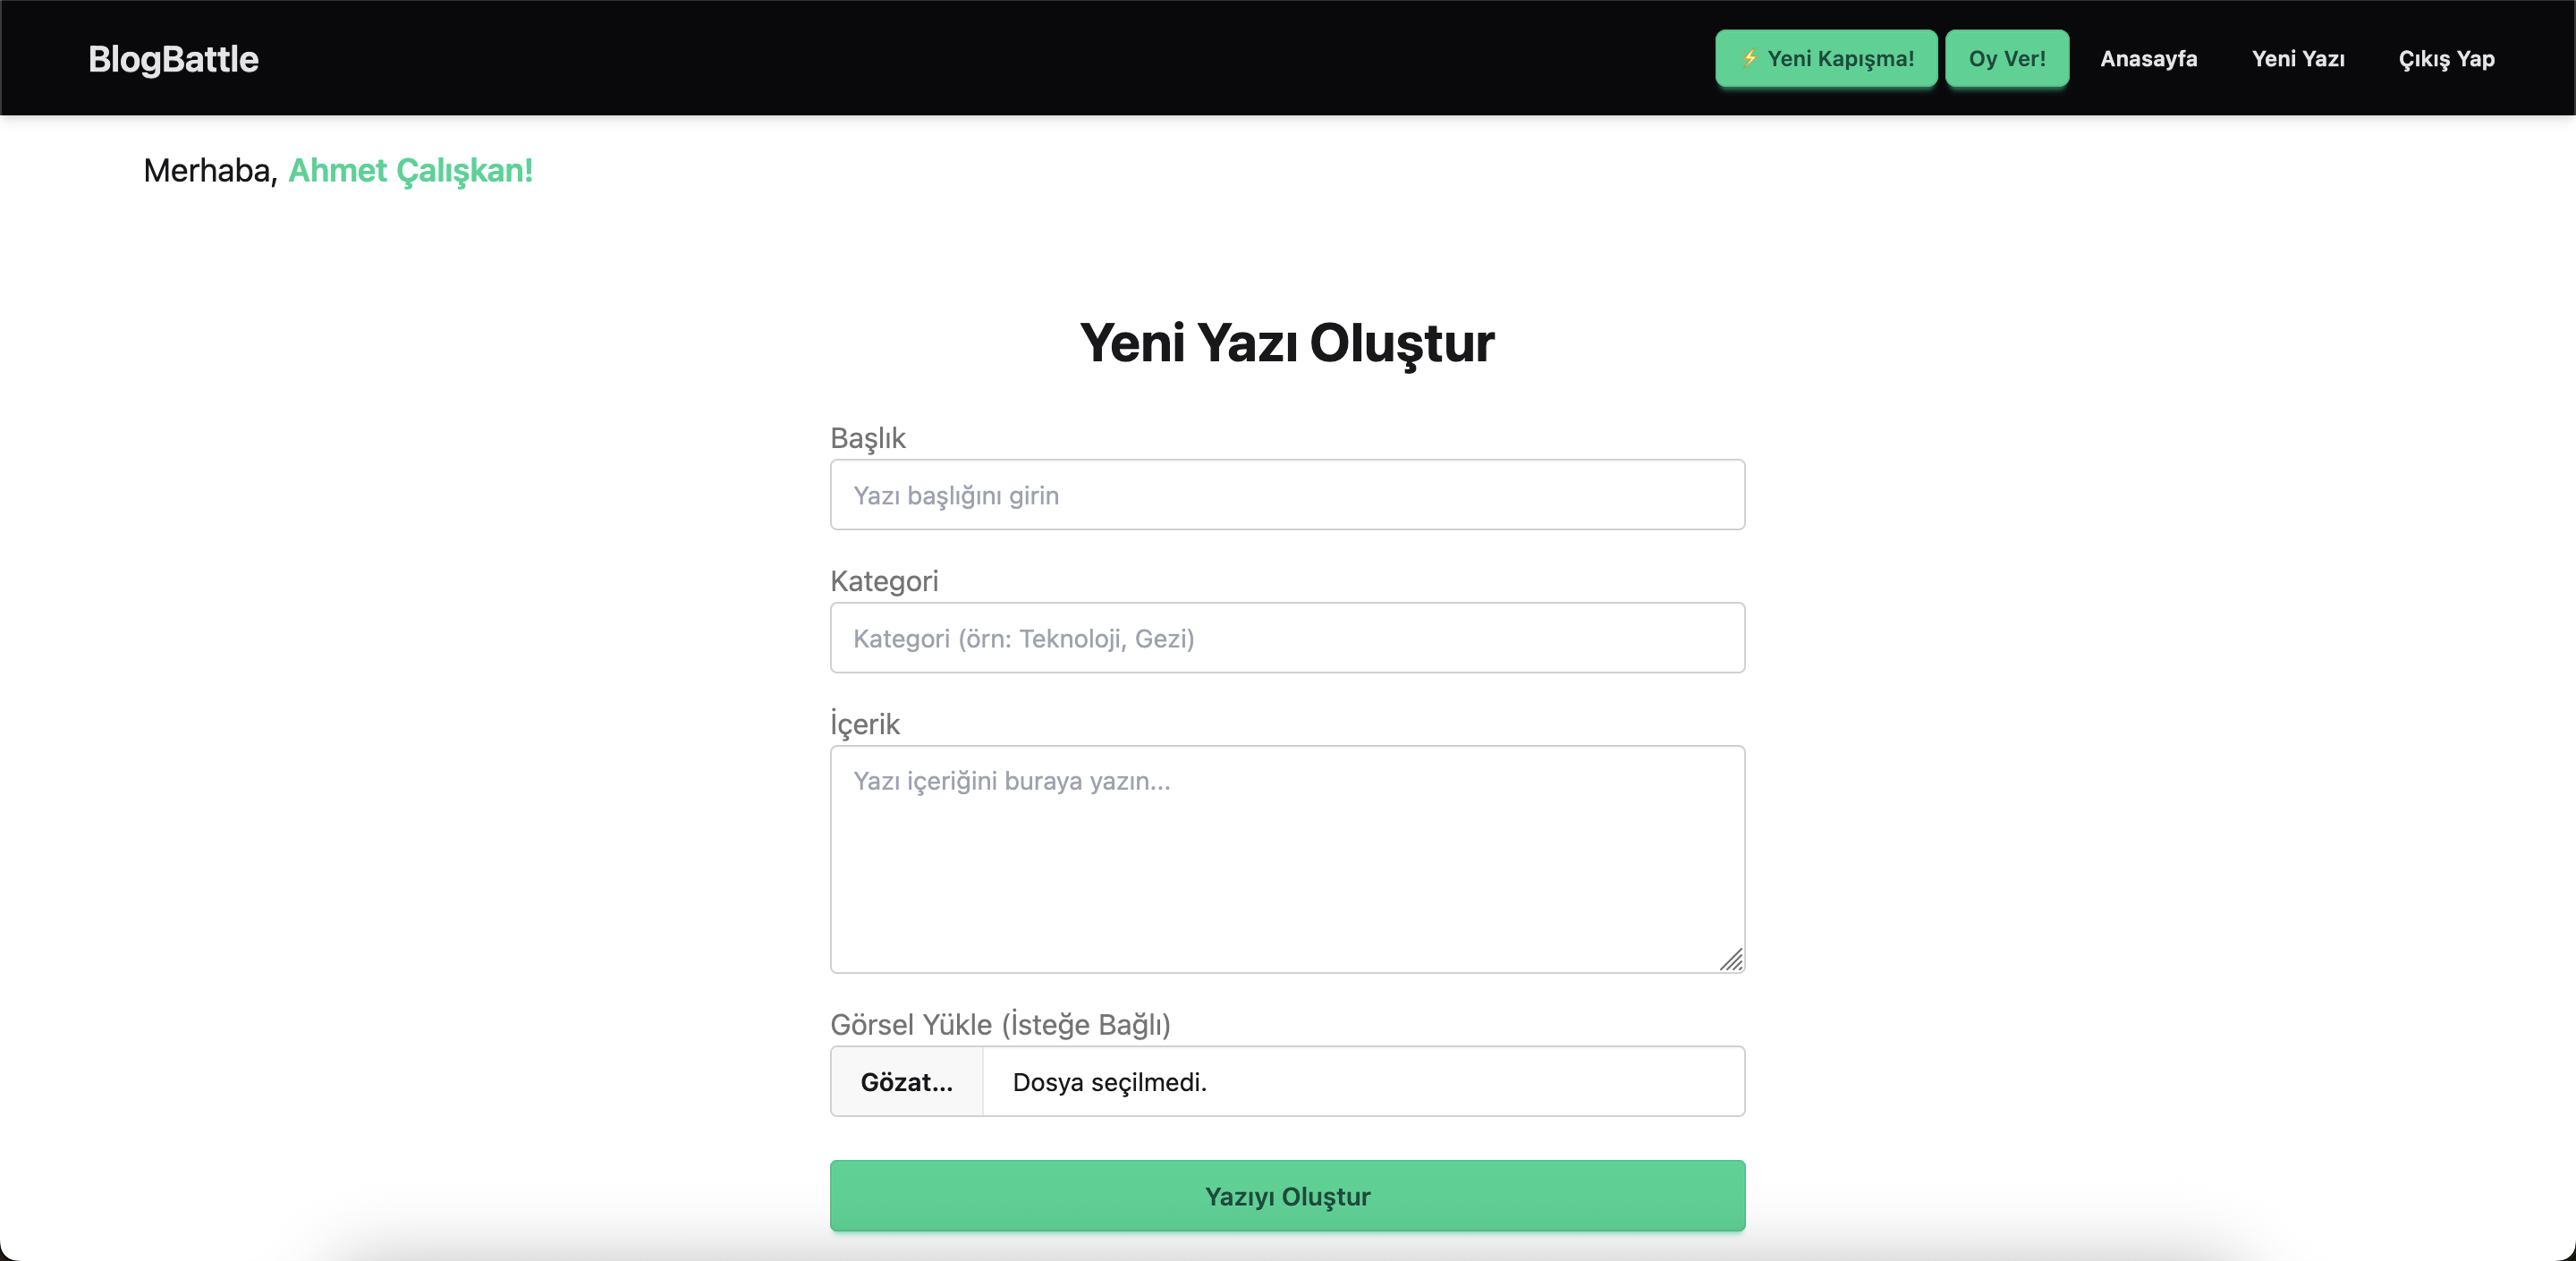 BlogBattle
⚡ Yeni Kapışma!
Oy Ver!
Anasayfa
Yeni Yazı
Çıkış Yap
Merhaba, Ahmet Çalışkan!
Yeni Yazı Oluştur
Başlık
Yazı başlığını girin
Kategori
Kategori (örn: Teknoloji, Gezi)
İçerik
Yazı içeriğini buraya yazın...
Görsel Yükle (İsteğe Bağlı)
Gözat... Dosya seçilmedi.
Yazıyı Oluştur